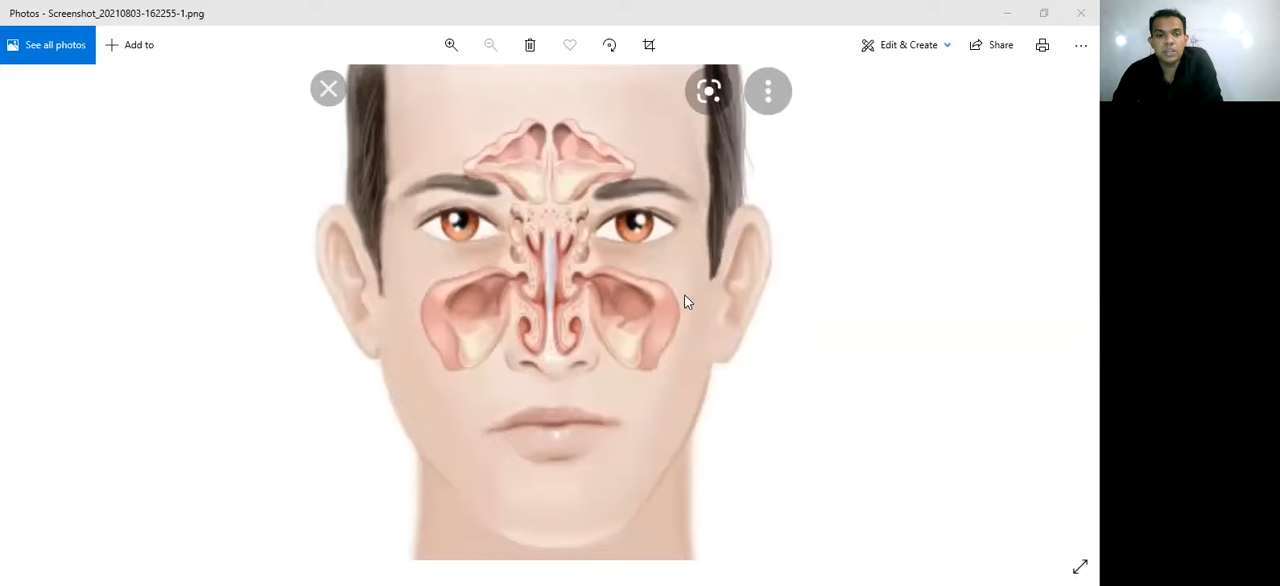 Photos - Screenshot_20210803-162255-1.png
See all photos
Add to
Edit & Create
Share